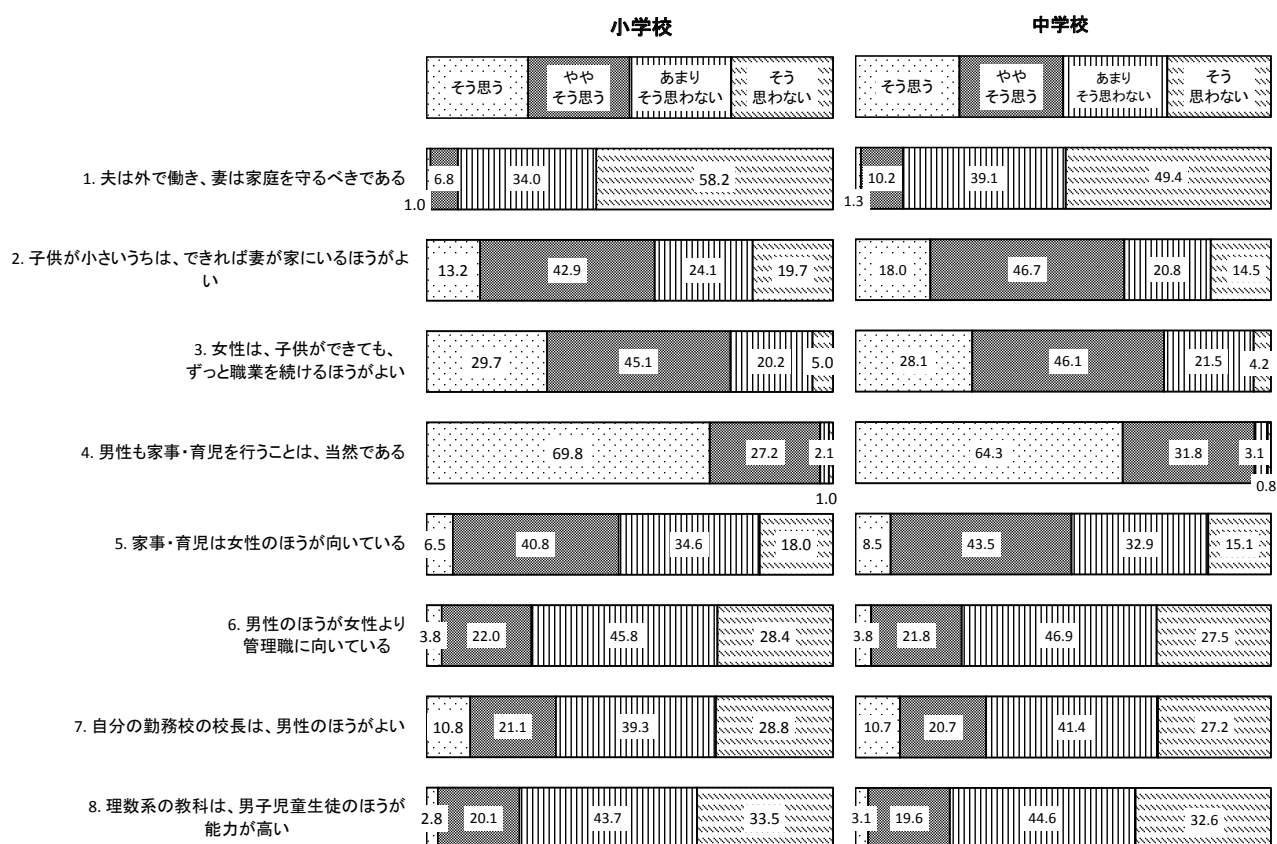 小学校
中学校
そう思う
やや
そう思う
あまり
そう思わない
そう
思わない
そう思う
やや
そう思う
あまり
そう思わない
そう
思わない
1. 夫は外で働き、妻は家庭を守るべきである
1.0
6.8
34.0
58.2
1.3
10.2
39.1
49.4
2. 子供が小さいうちは、できれば妻が家にいるほうがよ
い
13.2
42.9
24.1
19.7
18.0
46.7
20.8
14.5
3. 女性は、子供ができても、
ずっと職業を続けるほうがよい
29.7
45.1
20.2
5.0
28.1
46.1
21.5
4.2
4. 男性も家事・育児を行うことは、当然である
69.8
27.2
2.1
1.0
64.3
31.8
3.1
0.8
5. 家事・育児は女性のほうが向いている
6.5
40.8
34.6
18.0
8.5
43.5
32.9
15.1
6. 男性のほうが女性より
管理職に向いている
3.8
22.0
45.8
28.4
3.8
21.8
46.9
27.5
7. 自分の勤務校の校長は、男性のほうがよい
10.8
21.1
39.3
28.8
10.7
20.7
41.4
27.2
8. 理数系の教科は、男子児童生徒のほうが
能力が高い
2.8
20.1
43.7
33.5
3.1
19.6
44.6
32.6